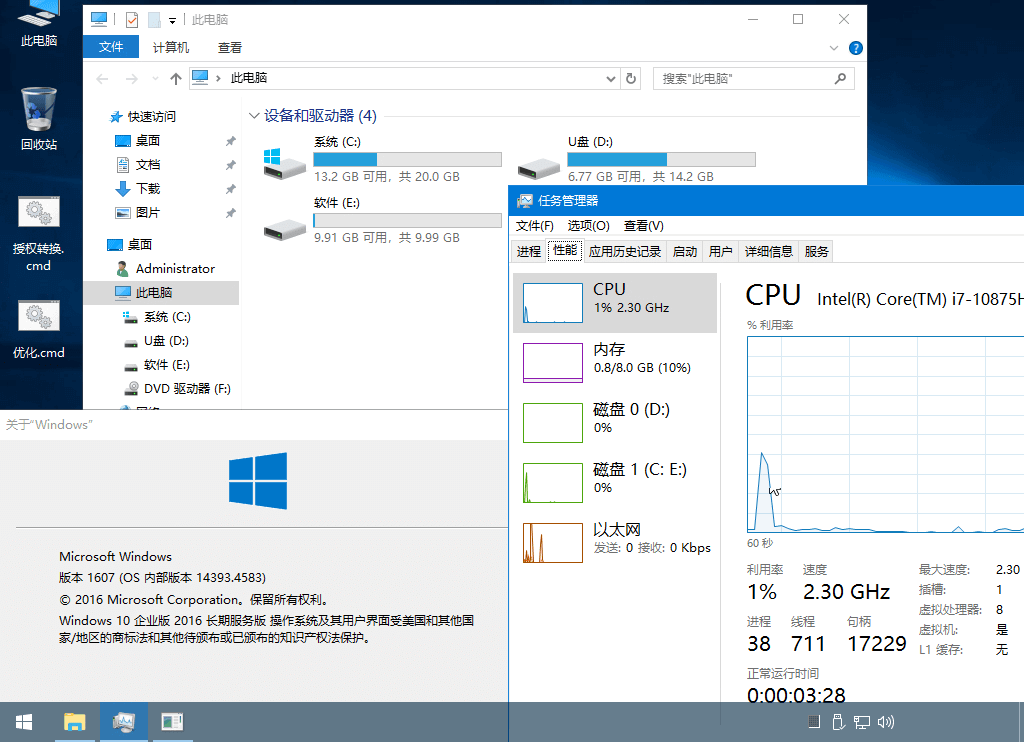 此电脑
回收站
授权转换.
cmd
优化.cmd
此电脑
文件
计算机
查看
此电脑
搜索"此电脑"
快速访问
桌面
文档
下载
图片
桌面
Administrator
此电脑
系统 (C:)
U盘 (D:)
软件 (E:)
DVD 驱动器 (F:)
设备和驱动器 (4)
系统 (C:)
13.2 GB 可用，共 20.0 GB
U盘 (D:)
6.77 GB 可用，共 14.2 GB
软件 (E:)
9.91 GB 可用，共 9.99 GB
任务管理器
文件(F) 选项(O) 查看(V)
进程 性能 应用历史记录 启动 用户 详细信息 服务
CPU
1% 2.30 GHz
内存
0.8/8.0 GB (10%)
磁盘 0 (D:)
0%
磁盘 1 (C: E:)
0%
以太网
发送: 0 接收: 0 Kbps
CPU Intel(R) Core(TM) i7-10875H
% 利用率
60 秒
利用率 速度
1% 2.30 GHz
进程 线程 句柄
38 711 17229
正常运行时间
0:00:03:28
最大速度: 2.30
插槽: 1
虚拟处理器: 8
虚拟机: 是
L1 缓存: 无
关于"Windows"
Microsoft Windows
版本 1607 (OS 内部版本 14393.4583)
© 2016 Microsoft Corporation。保留所有权利。
Windows 10 企业版 2016 长期服务版 操作系统及其用户界面受美国和其他国
家/地区的商标法和其他待颁布或已颁布的知识产权法保护。